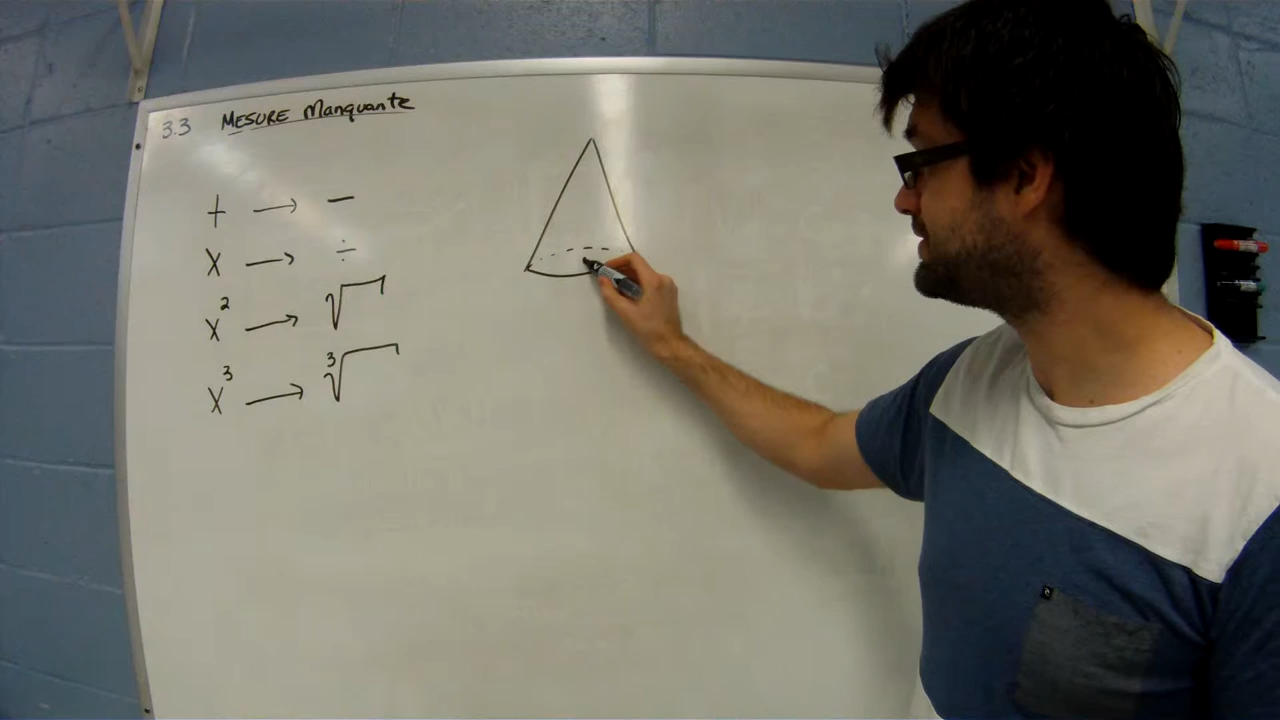 3.3 MESURE Manquante
+ → −
x → ÷
x² → √
x³ → ∛